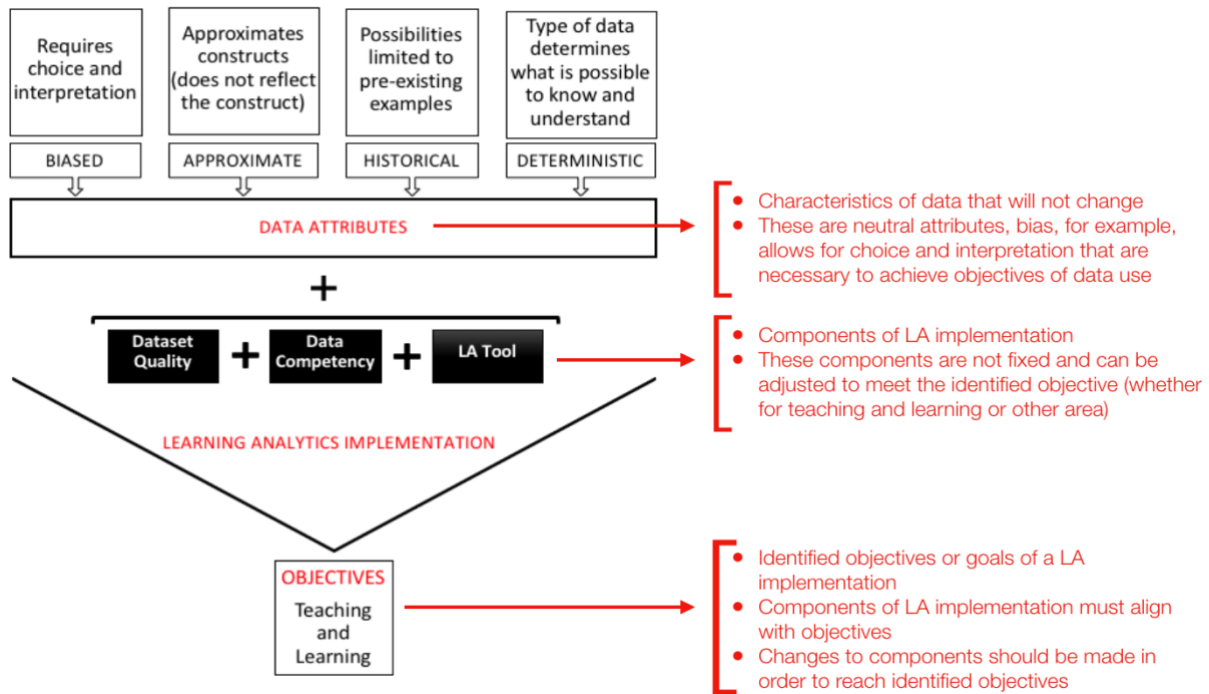 Requires
choice and
interpretation
Approximates
constructs
(does not reflect
the construct)
Possibilities
limited to
pre-existing
examples
Type of data
determines
what is possible
to know and
understand
BIASED
APPROXIMATE
HISTORICAL
DETERMINISTIC
DATA ATTRIBUTES
• Characteristics of data that will not change
• These are neutral attributes, bias, for example,
allows for choice and interpretation that are
necessary to achieve objectives of data use
+
Dataset
Quality
+
Data
Competency
+
LA Tool
• Components of LA implementation
• These components are not fixed and can be
adjusted to meet the identified objective (whether
for teaching and learning or other area)
LEARNING ANALYTICS IMPLEMENTATION
OBJECTIVES
Teaching
and
Learning
• Identified objectives or goals of a LA
implementation
• Components of LA implementation must align
with objectives
• Changes to components should be made in
order to reach identified objectives